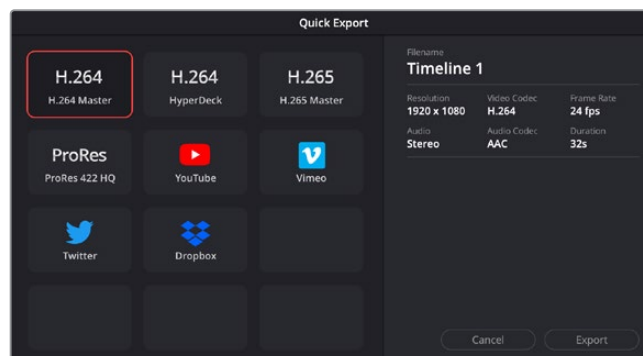 Quick Export
H.264
H.264 Master
H.264
HyperDeck
H.265
H.265 Master
ProRes
ProRes 422 HQ
YouTube
Vimeo
Twitter
Dropbox
Filename
Timeline 1
Resolution
1920 x 1080
Video Codec
H.264
Frame Rate
24 fps
Audio
Stereo
Audio Codec
AAC
Duration
32s
Cancel
Export